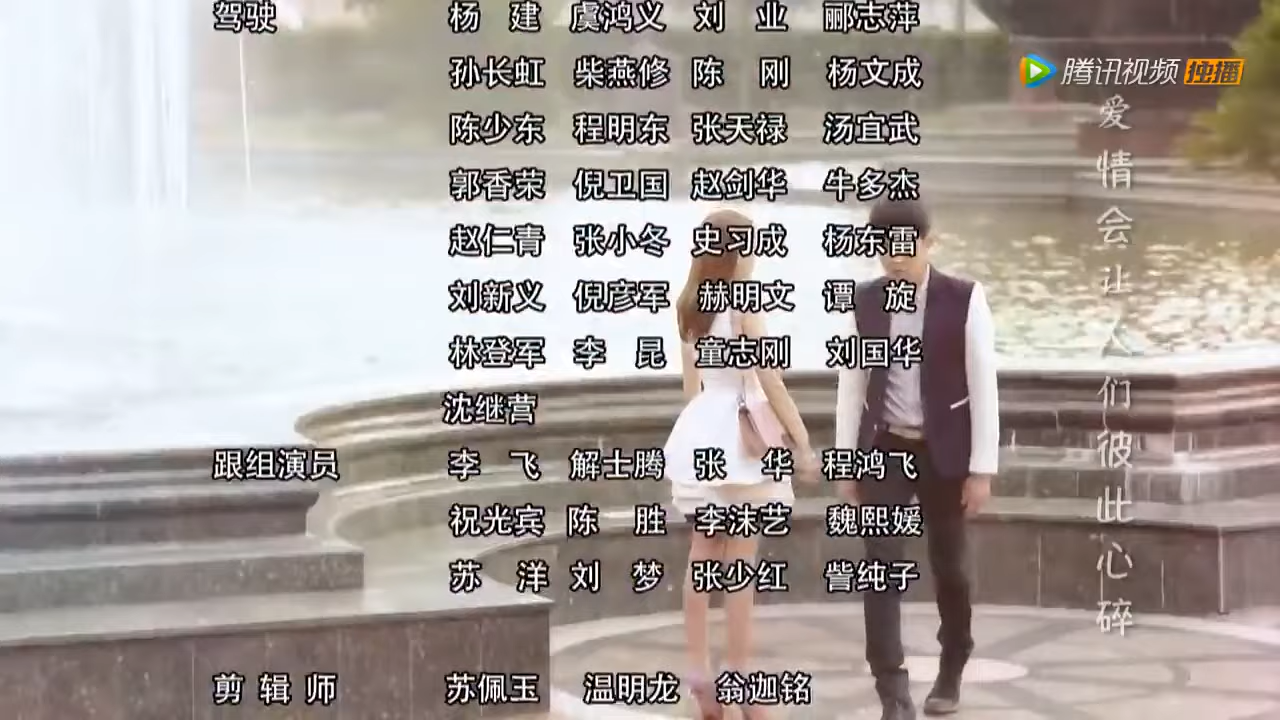 驾驶 杨 建 虞鸿义 刘 业 郦志萍
孙长虹 柴燕修 陈 刚 杨文成
陈少东 程明东 张天禄 汤宜武
郭香荣 倪卫国 赵剑华 牛多杰
赵仁青 张小冬 史习成 杨东雷
刘新义 倪彦军 赫明文 谭 旋
林登军 李 昆 童志刚 刘国华
沈继营
跟组演员 李 飞 解士腾 张 华 程鸿飞
祝光宾 陈 胜 李沫艺 魏熙媛
苏 洋 刘 梦 张少红 訾纯子
剪辑师 苏佩玉 温明龙 翁迦铭
腾讯视频 独播
爱情会让人们彼此心碎